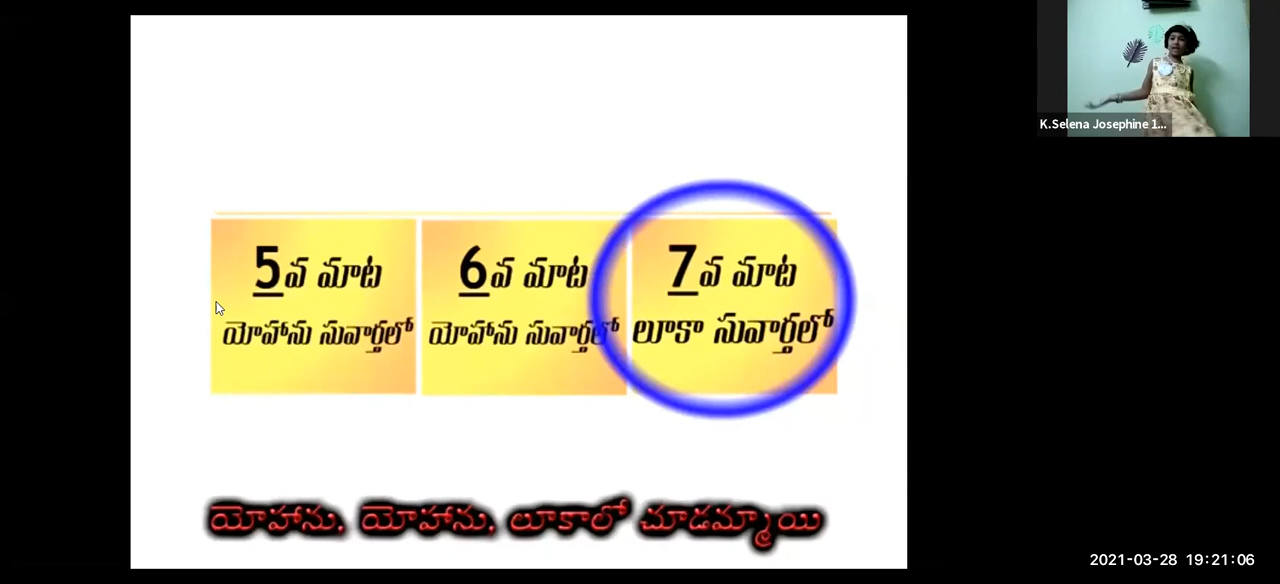 5వ మాట
యోహాను సువార్తలో
6వ మాట
యోహాను సువార్తలో
7వ మాట
లూకా సువార్తలో
యోహాను, యోహాను, లూకాలో చూడమ్మాయి
K.Selena Josephine 1...
2021-03-28 19:21:06